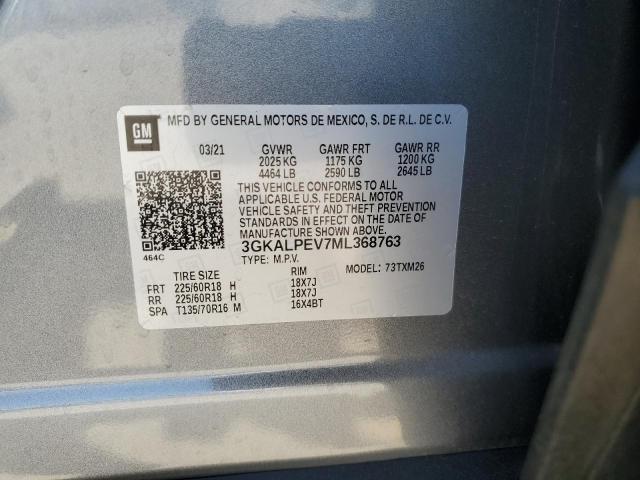 GM
MFD BY GENERAL MOTORS DE MEXICO, S. DE R.L. DE C.V.
03/21 GVWR GAWR FRT GAWR RR
2025 KG 1175 KG 1200 KG
4464 LB 2590 LB 2645 LB
THIS VEHICLE CONFORMS TO ALL
APPLICABLE U.S. FEDERAL MOTOR
VEHICLE SAFETY AND THEFT PREVENTION
STANDARDS IN EFFECT ON THE DATE OF
MANUFACTURE SHOWN ABOVE.
3GKALPEV7ML368763
464C TYPE: M.P.V.
TIRE SIZE RIM MODEL: 73TXM26
FRT 225/60R18 H 18X7J
RR 225/60R18 H 18X7J
SPA T135/70R16 M 16X4BT